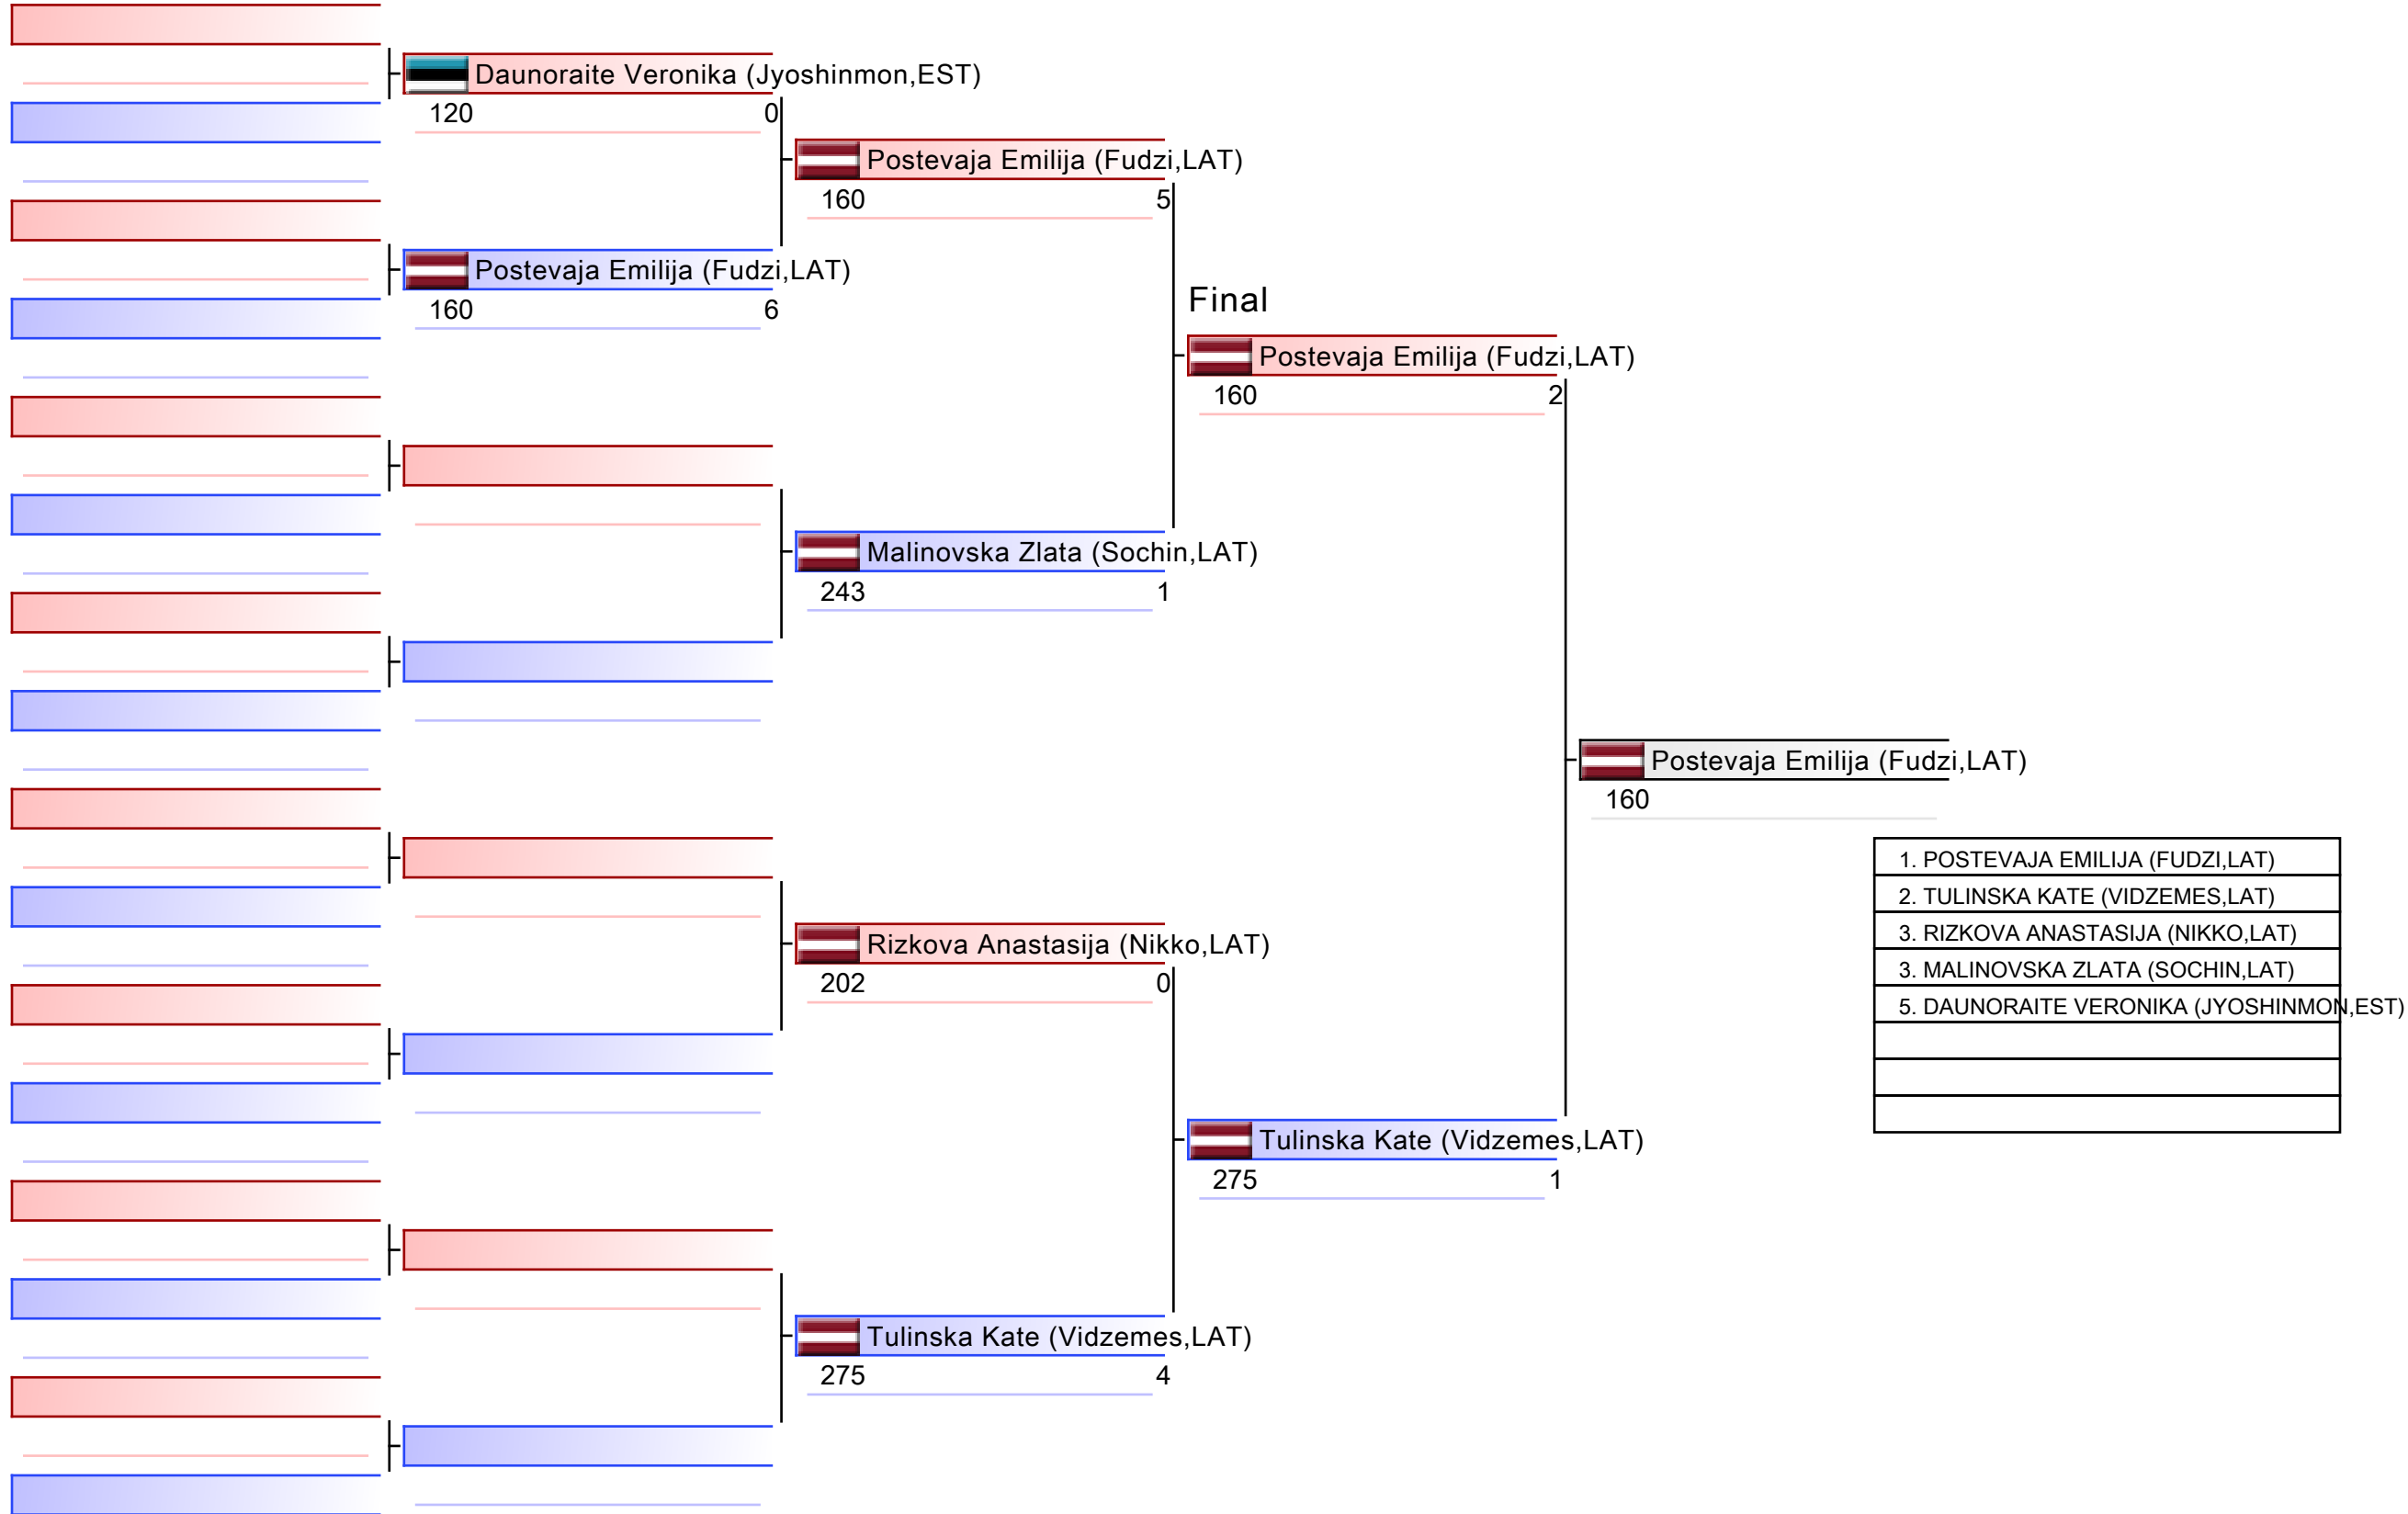 Daunoraite Veronika (Jyoshinmon,EST)
120 0
Postevaja Emilija (Fudzi,LAT)
160 5
Postevaja Emilija (Fudzi,LAT)
160 6
Final
Postevaja Emilija (Fudzi,LAT)
160 2
Malinovska Zlata (Sochin,LAT)
243 1
Postevaja Emilija (Fudzi,LAT)
160
1. POSTEVAJA EMILIJA (FUDZI,LAT)
2. TULINSKA KATE (VIDZEMES,LAT)
3. RIZKOVA ANASTASIJA (NIKKO,LAT)
3. MALINOVSKA ZLATA (SOCHIN,LAT)
5. DAUNORAITE VERONIKA (JYOSHINMON,EST)
Rizkova Anastasija (Nikko,LAT)
202 0
Tulinska Kate (Vidzemes,LAT)
275 1
Tulinska Kate (Vidzemes,LAT)
275 4